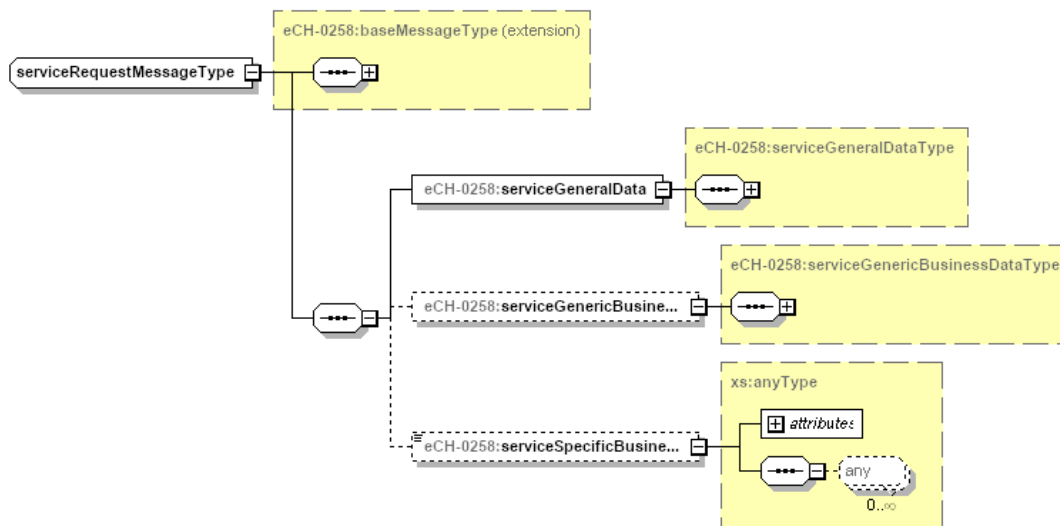 eCH-0258:baseMessageType (extension)
serviceRequestMessageType
eCH-0258:serviceGeneralDataType
eCH-0258:serviceGeneralData
eCH-0258:serviceGenericBusinessDataType
eCH-0258:serviceGenericBusine...
xs:anyType
attributes
eCH-0258:serviceSpecificBusine...
any
0..∞